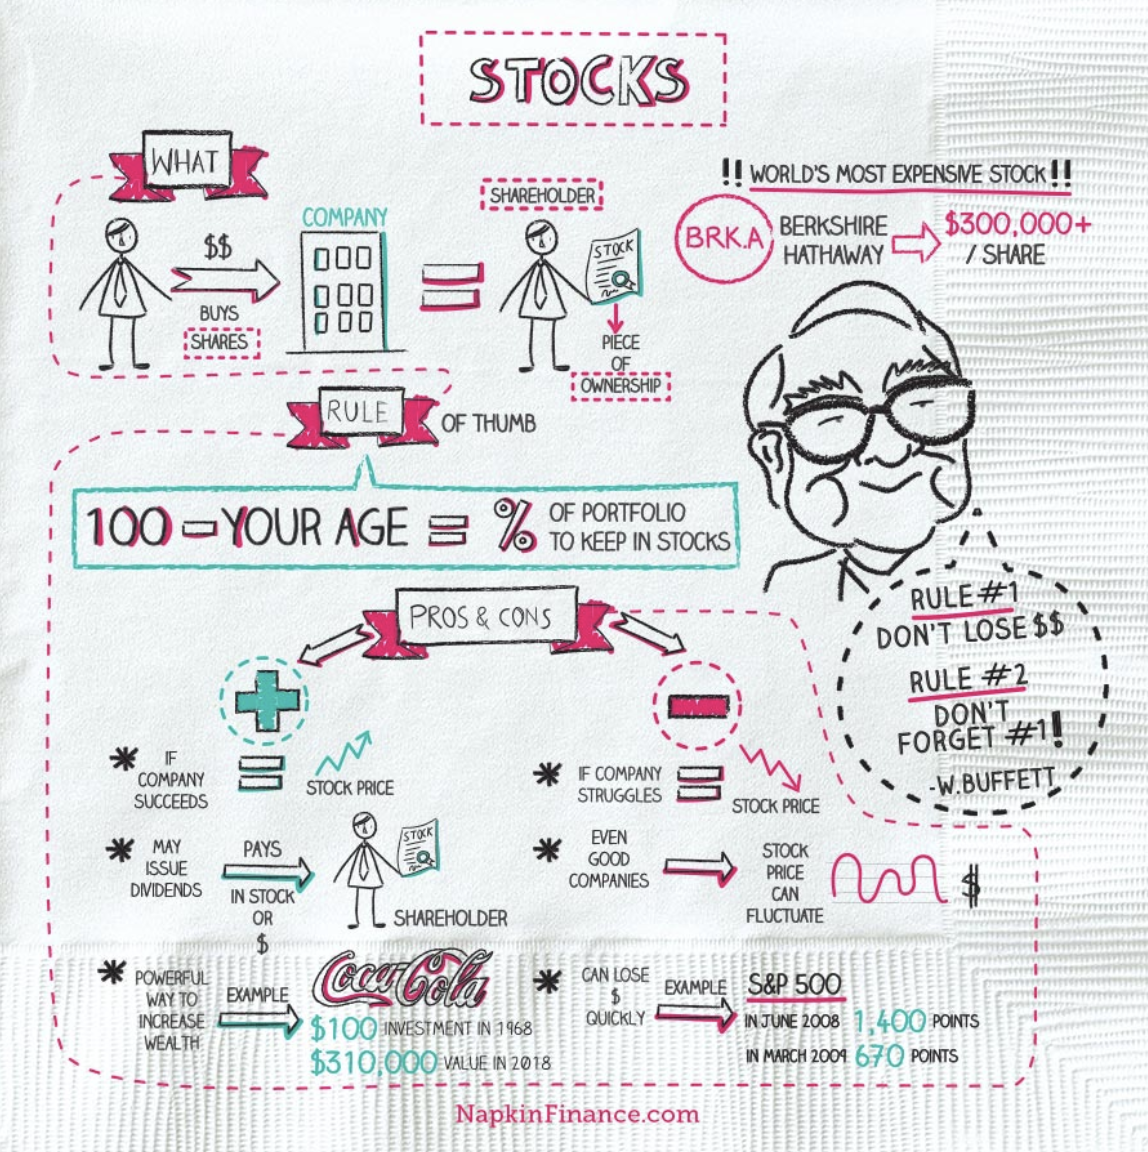 STOCKS
WHAT
$$
BUYS
SHARES
COMPANY
SHAREHOLDER
STOCK
PIECE
OF
OWNERSHIP
!! WORLD'S MOST EXPENSIVE STOCK !!
BRK.A
BERKSHIRE
HATHAWAY
$300,000+
/ SHARE
RULE OF THUMB
100 - YOUR AGE = %
OF PORTFOLIO
TO KEEP IN STOCKS
RULE #1
DON'T LOSE $$
RULE #2
DON'T
FORGET #1!
-W.BUFFETT
PROS & CONS
+
* IF
COMPANY
SUCCEEDS
=
STOCK PRICE
* MAY
ISSUE
DIVIDENDS
PAYS
IN STOCK
OR
$
STOCK
SHAREHOLDER
* POWERFUL
WAY TO
INCREASE
WEALTH
EXAMPLE
Coca-Cola
$100 INVESTMENT IN 1968
$310,000 VALUE IN 2018
-
* IF COMPANY
STRUGGLES
=
STOCK PRICE
* EVEN
GOOD
COMPANIES
STOCK
PRICE
CAN
FLUCTUATE
$
* CAN LOSE
$
QUICKLY
EXAMPLE
S&P 500
IN JUNE 2008 1,400 POINTS
IN MARCH 2009 670 POINTS
NapkinFinance.com